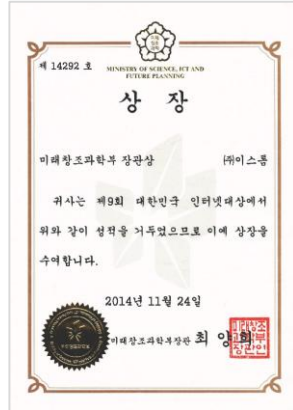 제 14292 호
MINISTRY OF SCIENCE, ICT AND
FUTURE PLANNING
상 장
미래창조과학부 장관상 (주)이스톰
귀사는 제9회 대한민국 인터넷대상에서
위와 같이 성적을 거두었으므로 이에 상장을
수여합니다.
2014년 11월 24일
미래창조과학부장관 최 양 희